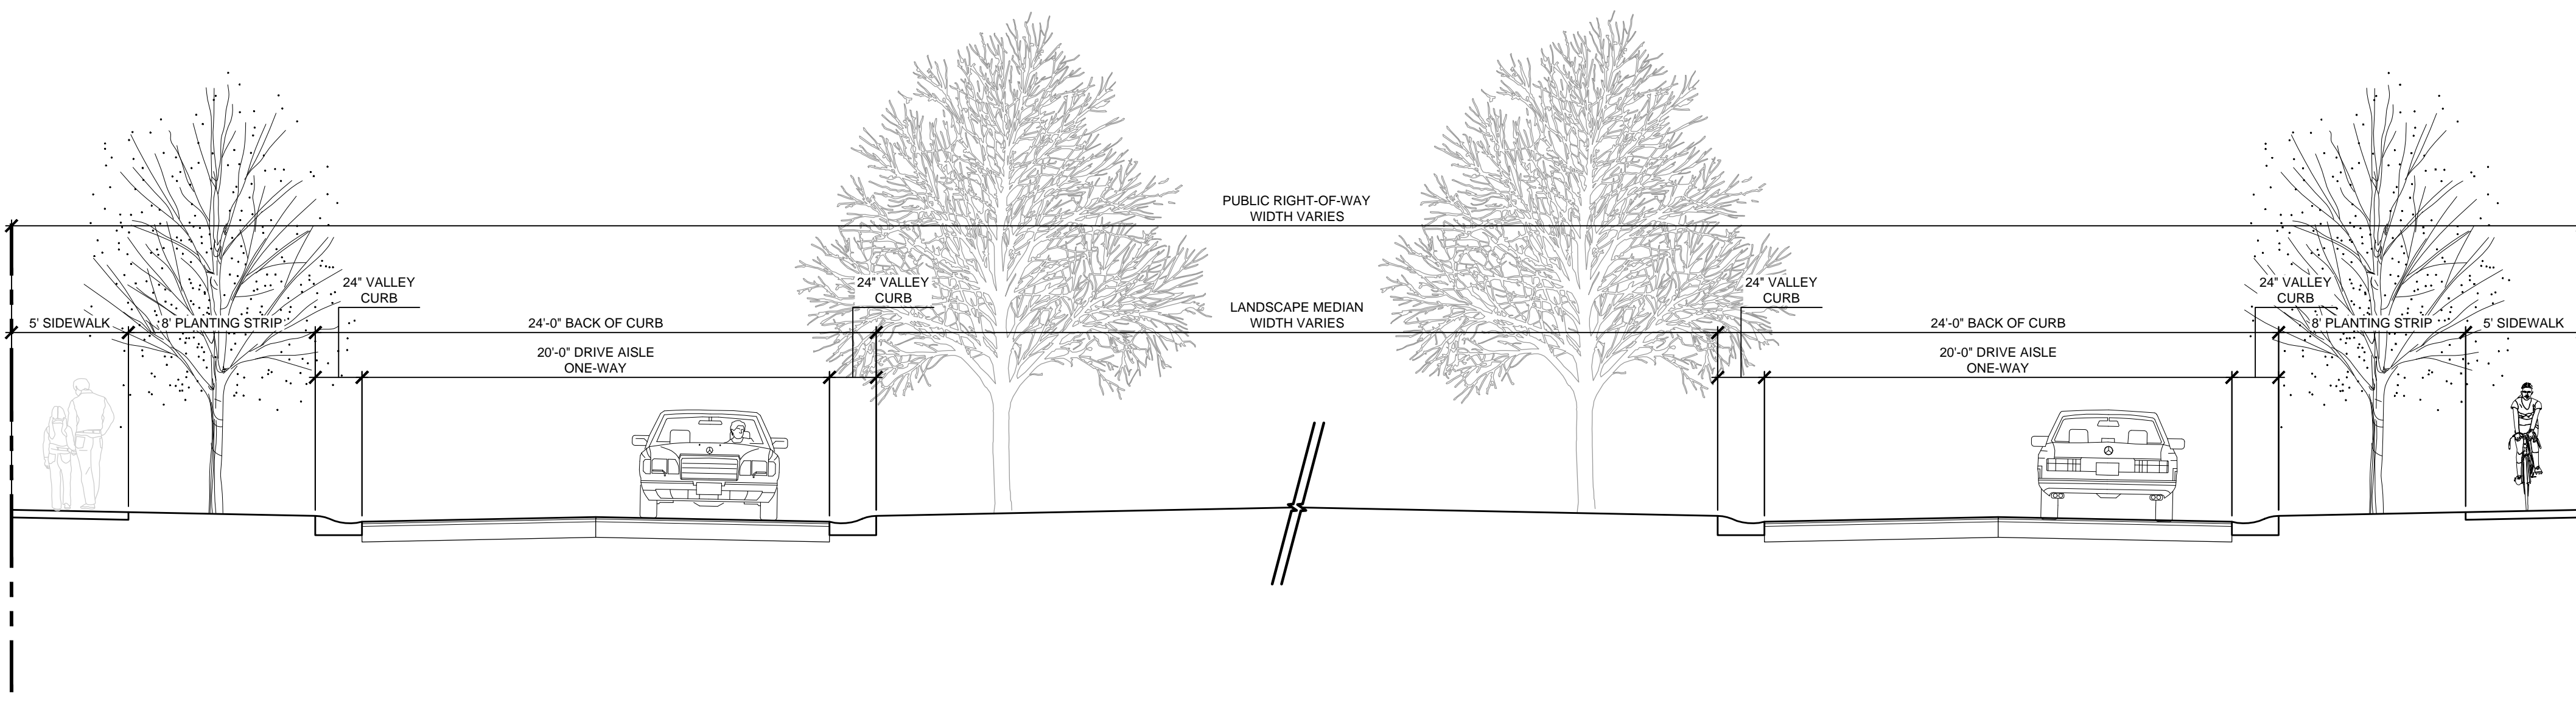 PUBLIC RIGHT-OF-WAY
WIDTH VARIES
24" VALLEY
CURB
24" VALLEY
CURB
24" VALLEY
CURB
24" VALLEY
CURB
5' SIDEWALK
8' PLANTING STRIP
24'-0" BACK OF CURB
LANDSCAPE MEDIAN
WIDTH VARIES
24'-0" BACK OF CURB
8' PLANTING STRIP
5' SIDEWALK
20'-0" DRIVE AISLE
ONE-WAY
20'-0" DRIVE AISLE
ONE-WAY